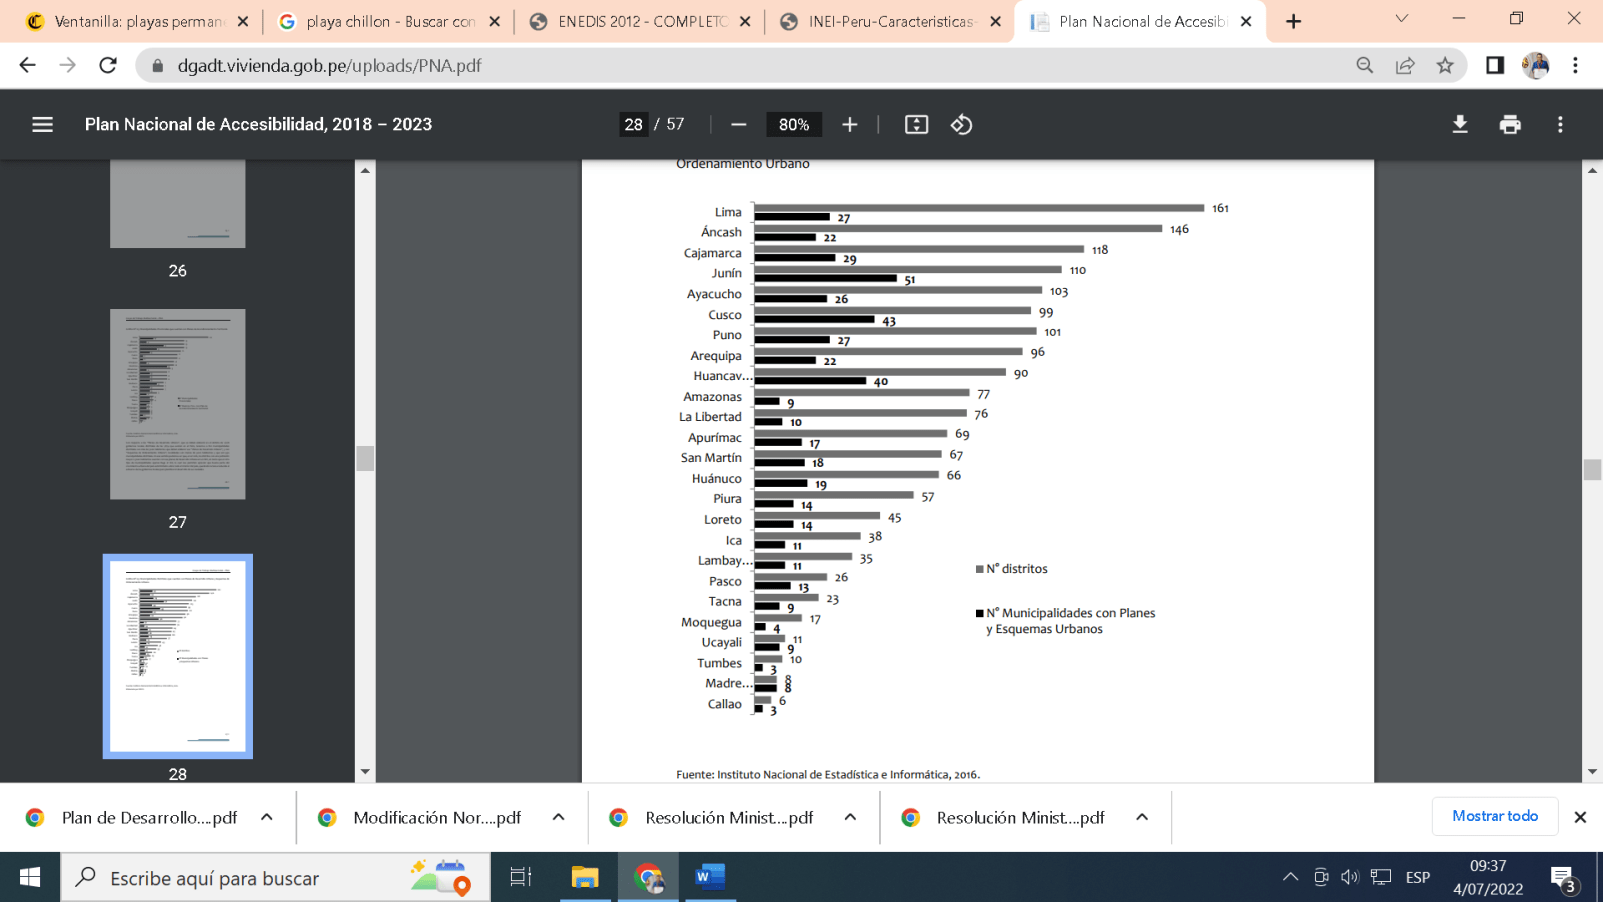 Ventanilla: playas perman
playa chillon - Buscar con
ENEDIS 2012 - COMPLETO
INEI-Peru-Caracteristicas-
Plan Nacional de Accesibi
dgadt.vivienda.gob.pe/uploads/PNA.pdf
Plan Nacional de Accesibilidad, 2018 – 2023
28 / 57
80%
26
27
28
Ordenamiento Urbano
Lima 161
27
Áncash 146
22
Cajamarca 118
29
Junín 110
51
Ayacucho 103
26
Cusco 99
43
Puno 101
27
Arequipa 96
22
Huancav... 90
40
Amazonas 77
9
La Libertad 76
10
Apurímac 69
17
San Martín 67
18
Huánuco 66
19
Piura 57
14
Loreto 45
14
Ica 38
11
Lambay... 35
11
Pasco 26
13
Tacna 23
9
Moquegua 17
4
Ucayali 11
9
Tumbes 10
3
Madre... 8
8
Callao 6
3
N° distritos
N° Municipalidades con Planes
y Esquemas Urbanos
Fuente: Instituto Nacional de Estadística e Informática, 2016.
Plan de Desarrollo....pdf
Modificación Nor....pdf
Resolución Minist....pdf
Resolución Minist....pdf
Mostrar todo
Escribe aquí para buscar
ESP
09:37
4/07/2022
3